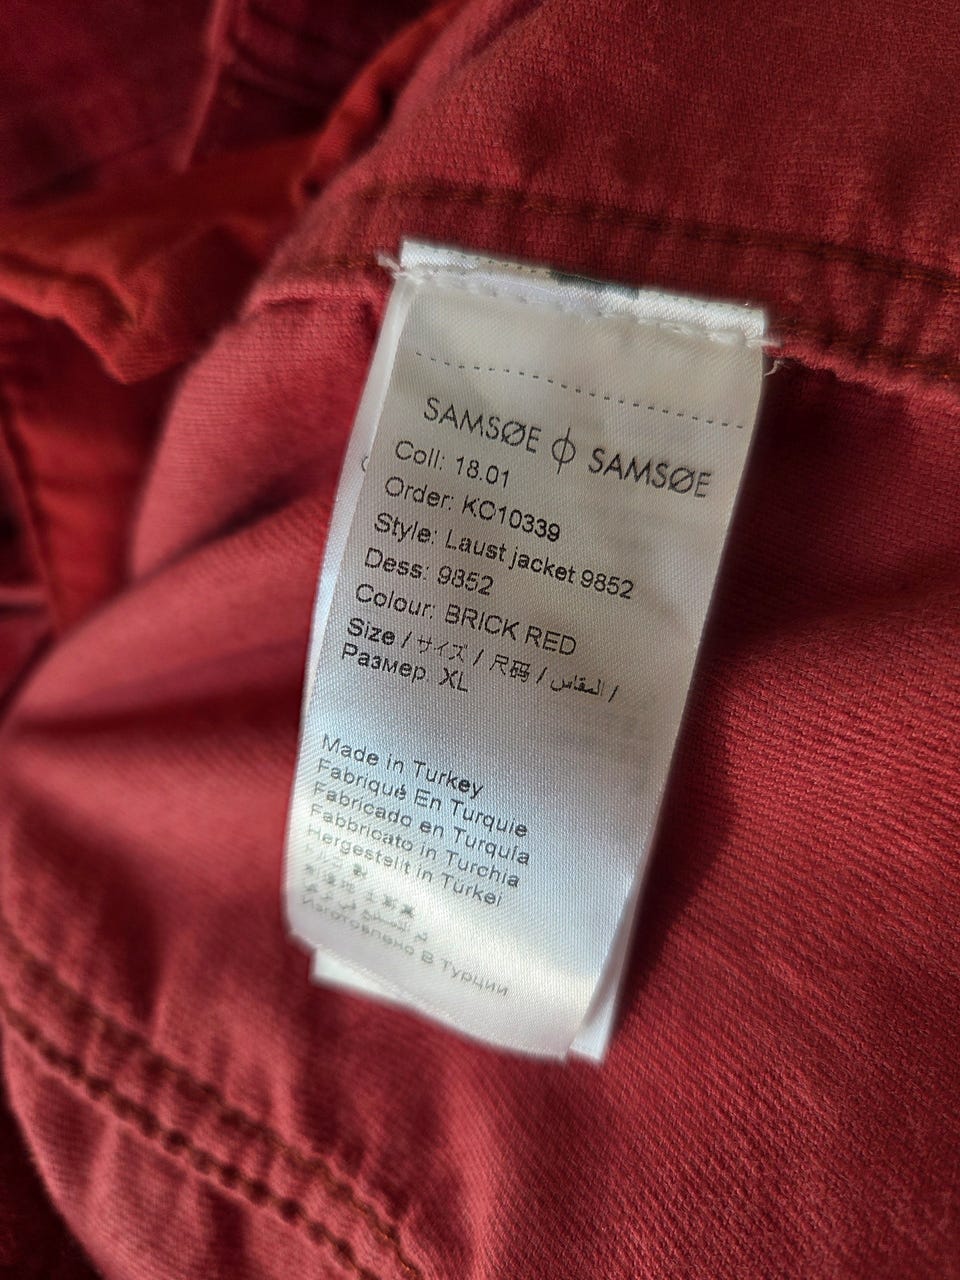 SAMSØE ϕ SAMSØE
Coll: 18.01
Order: KC10339
Style: Laust jacket 9852
Dess: 9852
Colour: BRICK RED
Size / サイズ / 尺码 / المقاس /
Размер: XL
Made in Turkey
Fabriqué En Turquie
Fabricado en Turquía
Fabbricato in Turchia
Hergestellt in Türkei
Изготовлено В Турции